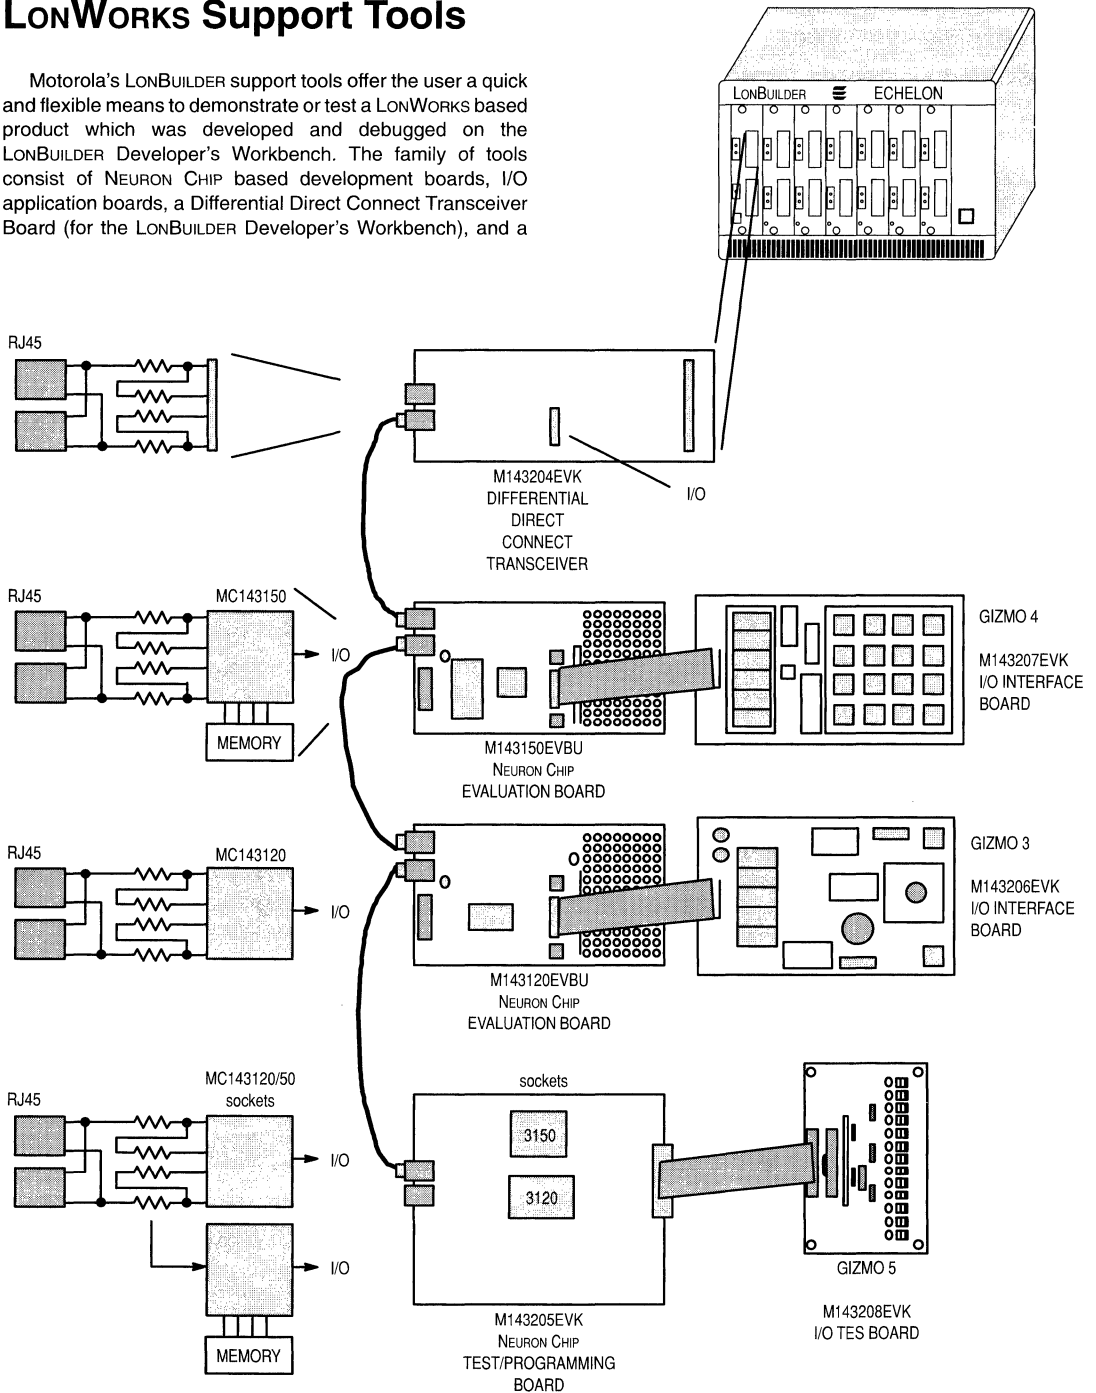 LONWORKS Support Tools
Motorola's LONBUILDER support tools offer the user a quick
and flexible means to demonstrate or test a LONWORKS based
product which was developed and debugged on the
LONBUILDER Developer's Workbench. The family of tools
consist of NEURON CHIP based development boards, I/O
application boards, a Differential Direct Connect Transceiver
Board (for the LONBUILDER Developer's Workbench), and a
LONBUILDER ECHELON
RJ45
M143204EVK
DIFFERENTIAL
DIRECT
CONNECT
TRANSCEIVER
I/O
RJ45
MC143150
I/O
MEMORY
M143150EVBU
NEURON CHIP
EVALUATION BOARD
GIZMO 4
M143207EVK
I/O INTERFACE
BOARD
RJ45
MC143120
I/O
M143120EVBU
NEURON CHIP
EVALUATION BOARD
GIZMO 3
M143206EVK
I/O INTERFACE
BOARD
RJ45
MC143120/50
sockets
I/O
I/O
MEMORY
sockets
3150
3120
M143205EVK
NEURON CHIP
TEST/PROGRAMMING
BOARD
GIZMO 5
M143208EVK
I/O TES BOARD